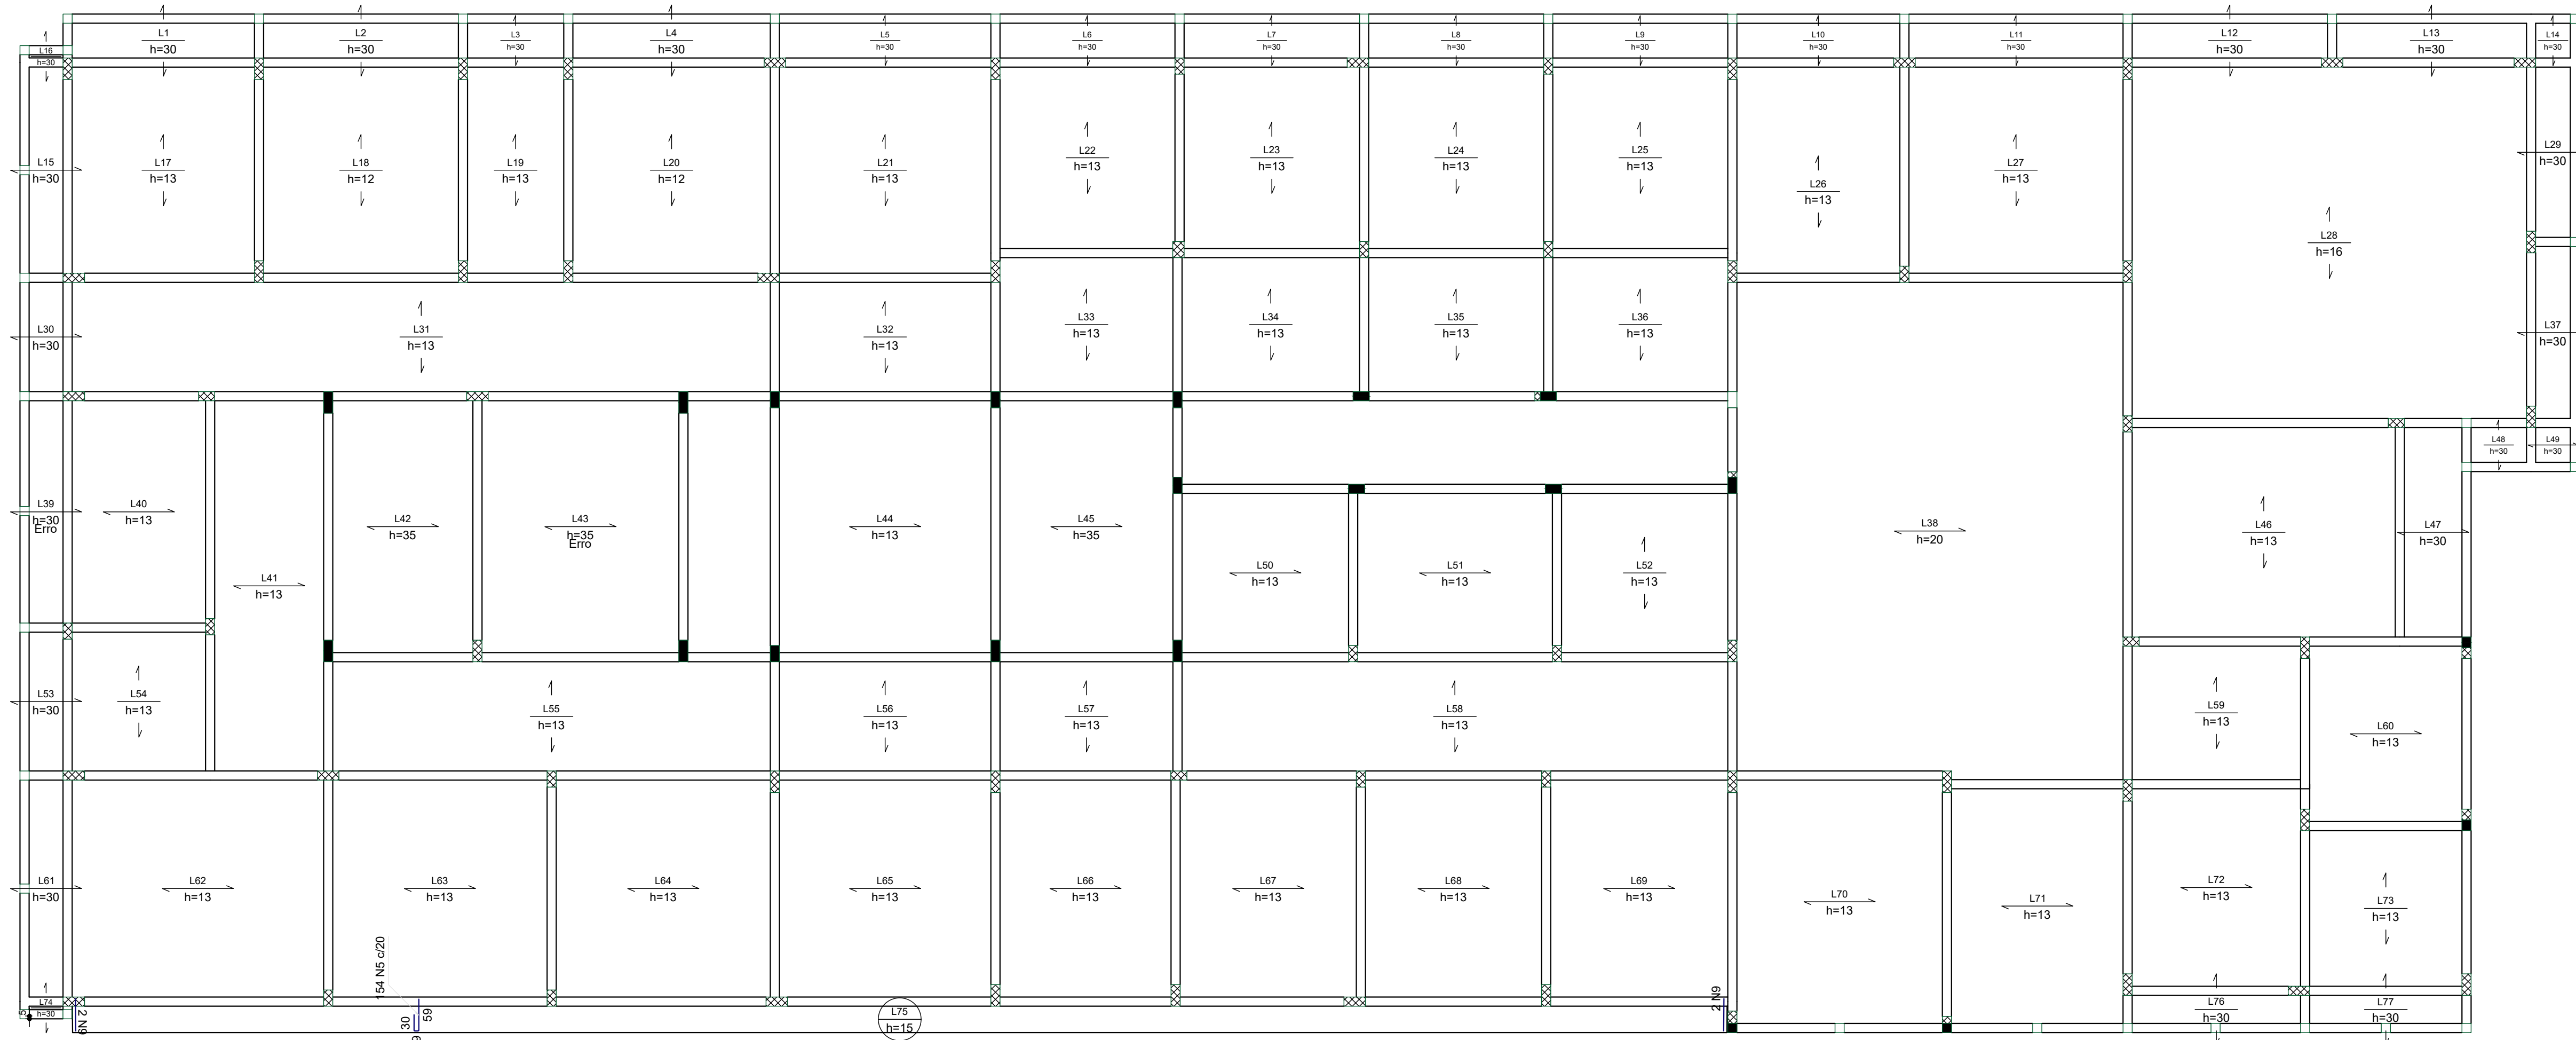 L1
h=30
L2
h=30
L3
h=30
L4
h=30
L5
h=30
L6
h=30
L7
h=30
L8
h=30
L9
h=30
L10
h=30
L11
h=30
L12
h=30
L13
h=30
L14
h=30
L16
h=30
L15
h=30
L17
h=13
L18
h=12
L19
h=13
L20
h=12
L21
h=13
L22
h=13
L23
h=13
L24
h=13
L25
h=13
L26
h=13
L27
h=13
L28
h=16
L29
h=30
L30
h=30
L31
h=13
L32
h=13
L33
h=13
L34
h=13
L35
h=13
L36
h=13
L37
h=30
L38
h=20
L39
h=30
Erro
L40
h=13
L41
h=13
L42
h=35
L43
h=35
Erro
L44
h=13
L45
h=35
L46
h=13
L47
h=30
L48
h=30
L49
h=30
L50
h=13
L51
h=13
L52
h=13
L53
h=30
L54
h=13
L55
h=13
L56
h=13
L57
h=13
L58
h=13
L59
h=13
L60
h=13
L61
h=30
L62
h=13
L63
h=13
L64
h=13
L65
h=13
L66
h=13
L67
h=13
L68
h=13
L69
h=13
L70
h=13
L71
h=13
L72
h=13
L73
h=13
L74
h=30
5
2 N9
154 N5 c/20
30
59
L75
h=15
2 N9
L76
h=30
L77
h=30